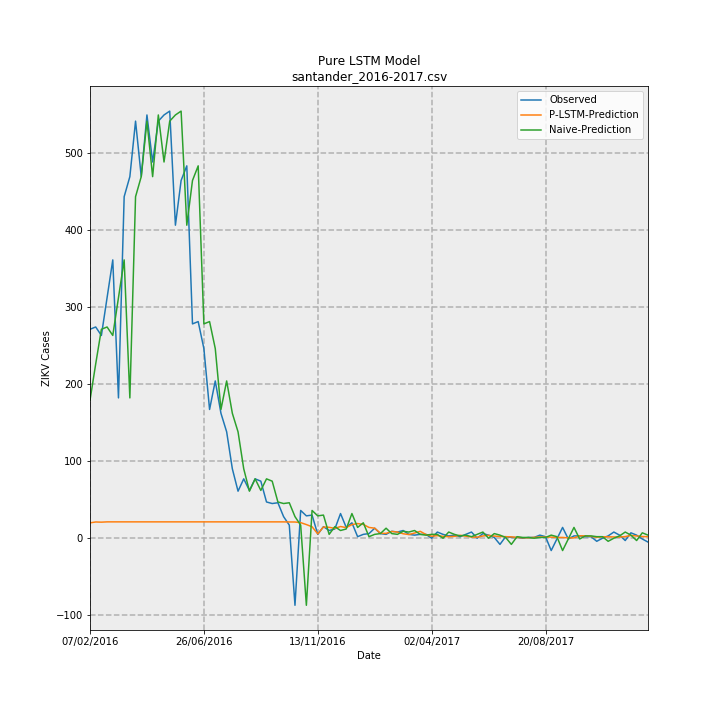 Pure LSTM Model
santander_2016-2017.csv
Observed
P-LSTM-Prediction
Naive-Prediction
500
400
300
200
100
0
−100
ZIKV Cases
07/02/2016
26/06/2016
13/11/2016
02/04/2017
20/08/2017
Date